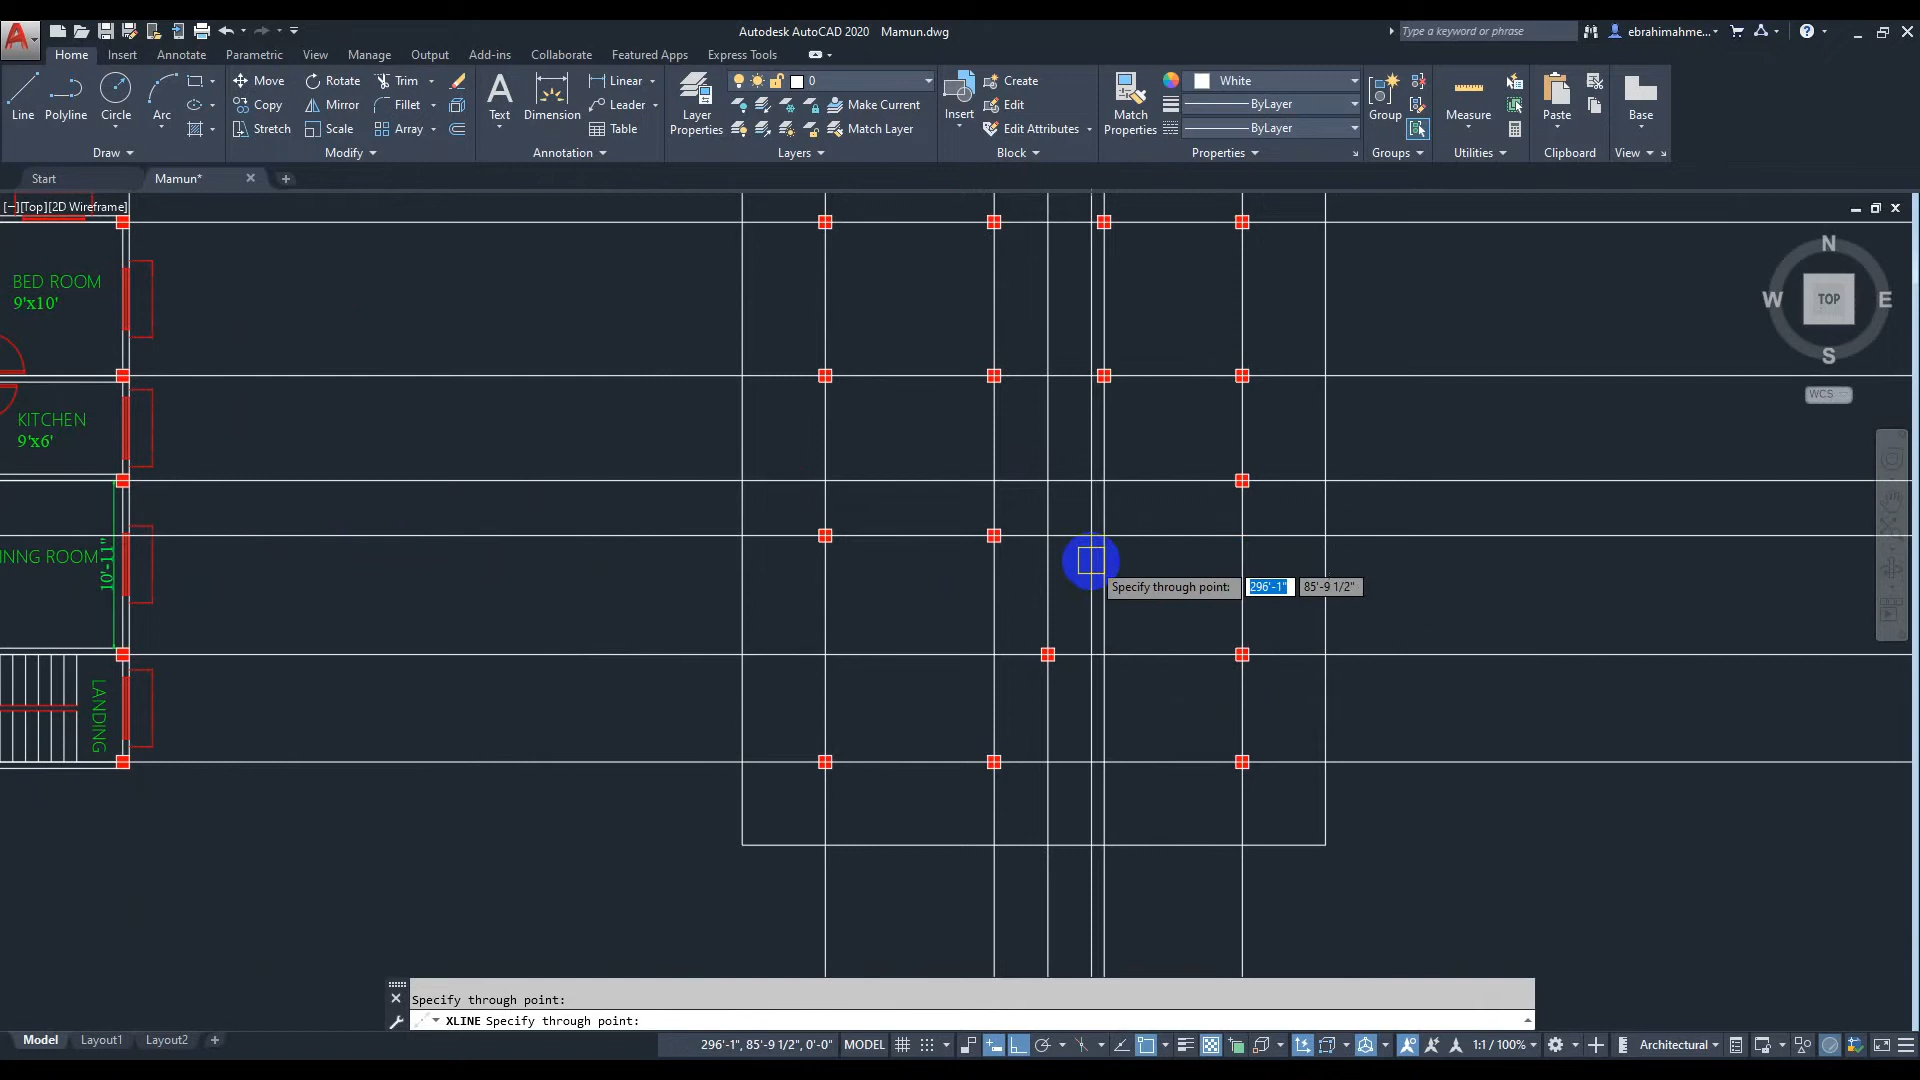 Autodesk AutoCAD 2020 Mamun.dwg
Type a keyword or phrase
ebrahimahme...
Home Insert Annotate Parametric View Manage Output Add-ins Collaborate Featured Apps Express Tools
Line Polyline Circle Arc
Move Rotate Trim
Copy Mirror Fillet
Stretch Scale Array
Text Dimension
Linear
Leader
Table
Layer Properties
0
Make Current
Match Layer
Insert
Create
Edit
Edit Attributes
Match Properties
White
ByLayer
ByLayer
Group
Measure
Paste
Base
Draw Modify Annotation Layers Block Properties Groups Utilities Clipboard View
Start Mamun*
[−][Top][2D Wireframe]
BED ROOM
9'x10'
KITCHEN
9'x6'
INNG ROOM
10'-11"
LANDING
N
W TOP E
S
WCS
Specify through point: 296'-1" 85'-9 1/2"
Specify through point:
XLINE Specify through point:
Model Layout1 Layout2
296'-1", 85'-9 1/2", 0'-0" MODEL 1:1 / 100% Architectural